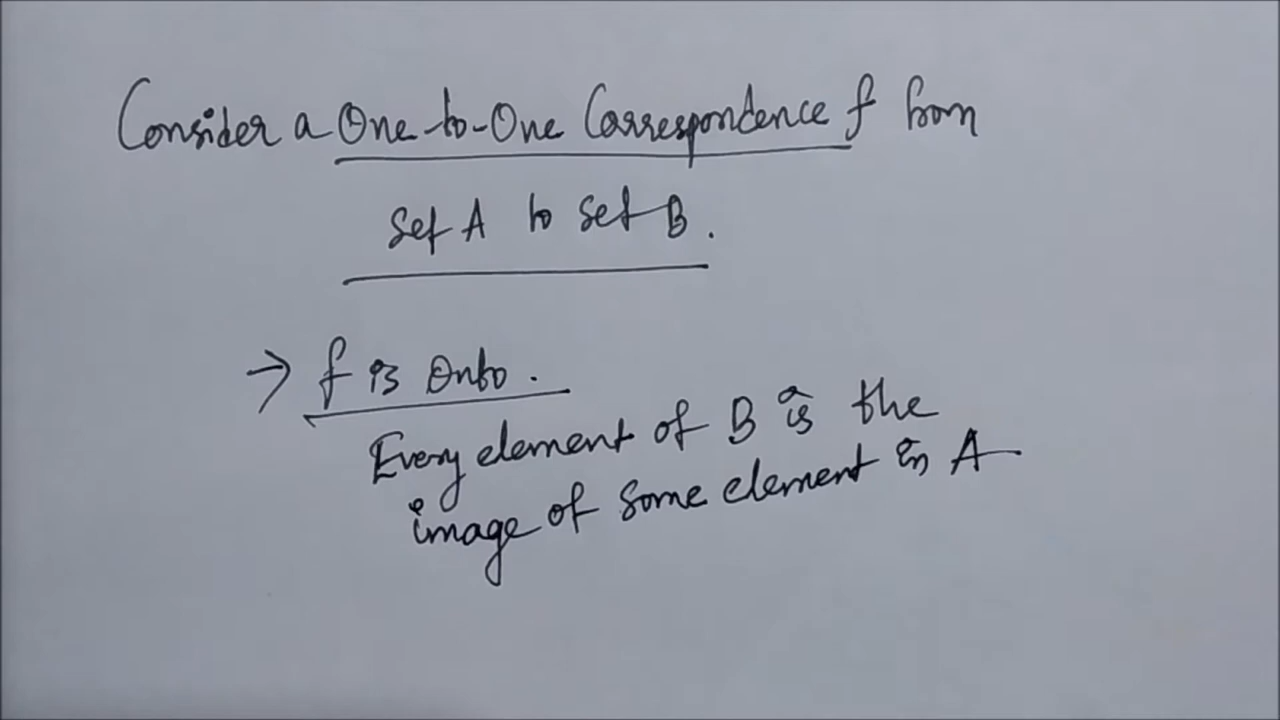 Consider a One-to-One Correspondence f from
Set A to Set B.
→ f is Onto.
Every element of B is the
image of Some element in A